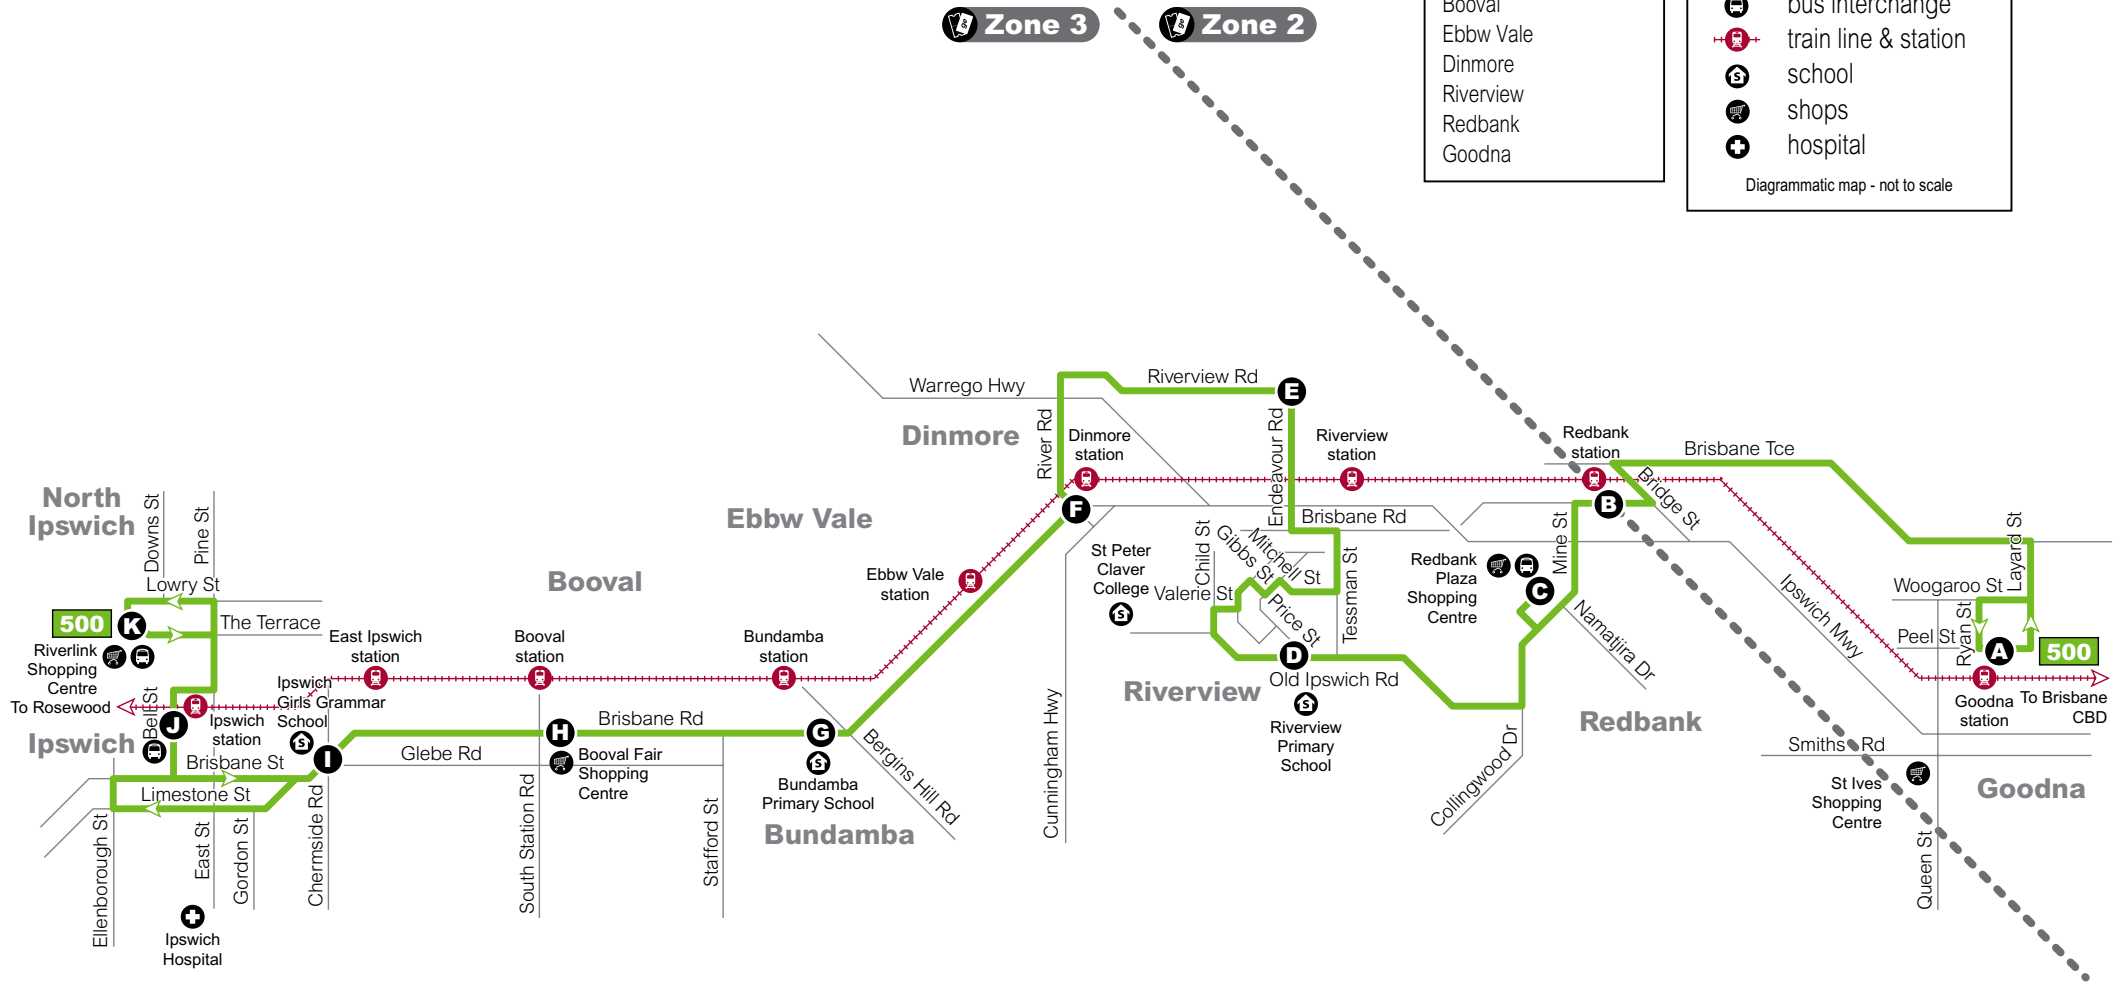 Zone 3
Zone 2
Booval
Ebbw Vale
Dinmore
Riverview
Redbank
Goodna
bus interchange
train line & station
school
shops
hospital
Diagrammatic map - not to scale
Warrego Hwy
Riverview Rd
E
Dinmore
River Rd
Dinmore
station
Endeavour Rd
Riverview
station
Redbank
station
Brisbane Tce
Bridge St
B
F
Brisbane Rd
North
Ipswich
Downs St
Pine St
Lowry St
The Terrace
500
K
Riverlink
Shopping
Centre
To Rosewood
Bell St
J
Ipswich
Ipswich
station
Ipswich
Girls Grammar
School
I
East Ipswich
station
Booval
Booval
station
Ebbw Vale
Ebbw Vale
station
Bundamba
station
Brisbane St
Limestone St
Glebe Rd
Brisbane Rd
H
Booval Fair
Shopping
Centre
G
Bundamba
Primary School
Bundamba
Bergins Hill Rd
Ellenborough St
East St
Gordon St
Chermside Rd
South Station Rd
Stafford St
Cunningham Hwy
Ipswich
Hospital
St Peter
Claver
College
Child St
Gibbs St
Mitchell St
Valerie St
Price St
Tessman St
D
Old Ipswich Rd
Riverview
Riverview
Primary
School
Redbank
Plaza
Shopping
Centre
C
Mine St
Namatjira Dr
Collingwood Dr
Redbank
Ipswich Mwy
Layard St
Woogaroo St
Ryan St
Peel St
A
500
Goodna
station
To Brisbane
CBD
Smiths Rd
St Ives
Shopping
Centre
Queen St
Goodna